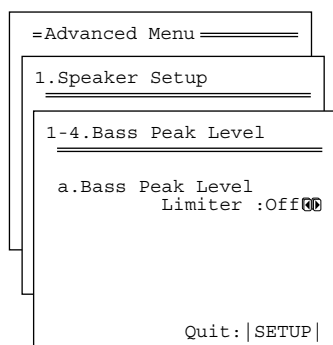 =Advanced Menu
1.Speaker Setup
1-4.Bass Peak Level
a.Bass Peak Level
Limiter :Off
Quit:|SETUP|